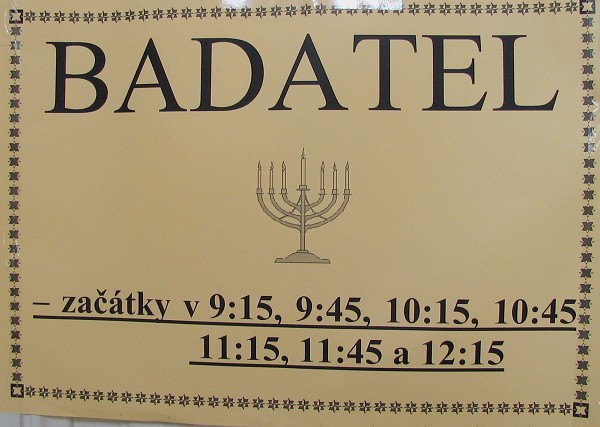 BADATEL
– začátky v 9:15, 9:45, 10:15, 10:45
11:15, 11:45 a 12:15